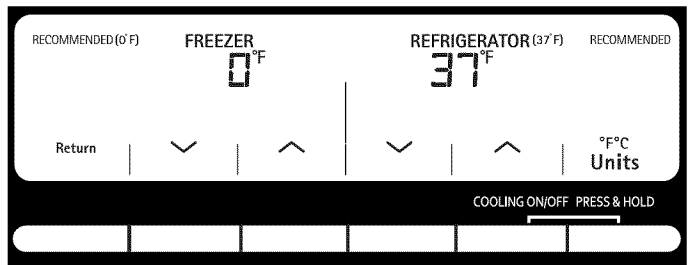 RECOMMENDED (0°F) FREEZER REFRIGERATOR (37°F) RECOMMENDED
0°F 37°F
Return °F°C
Units
COOLING ON/OFF PRESS & HOLD